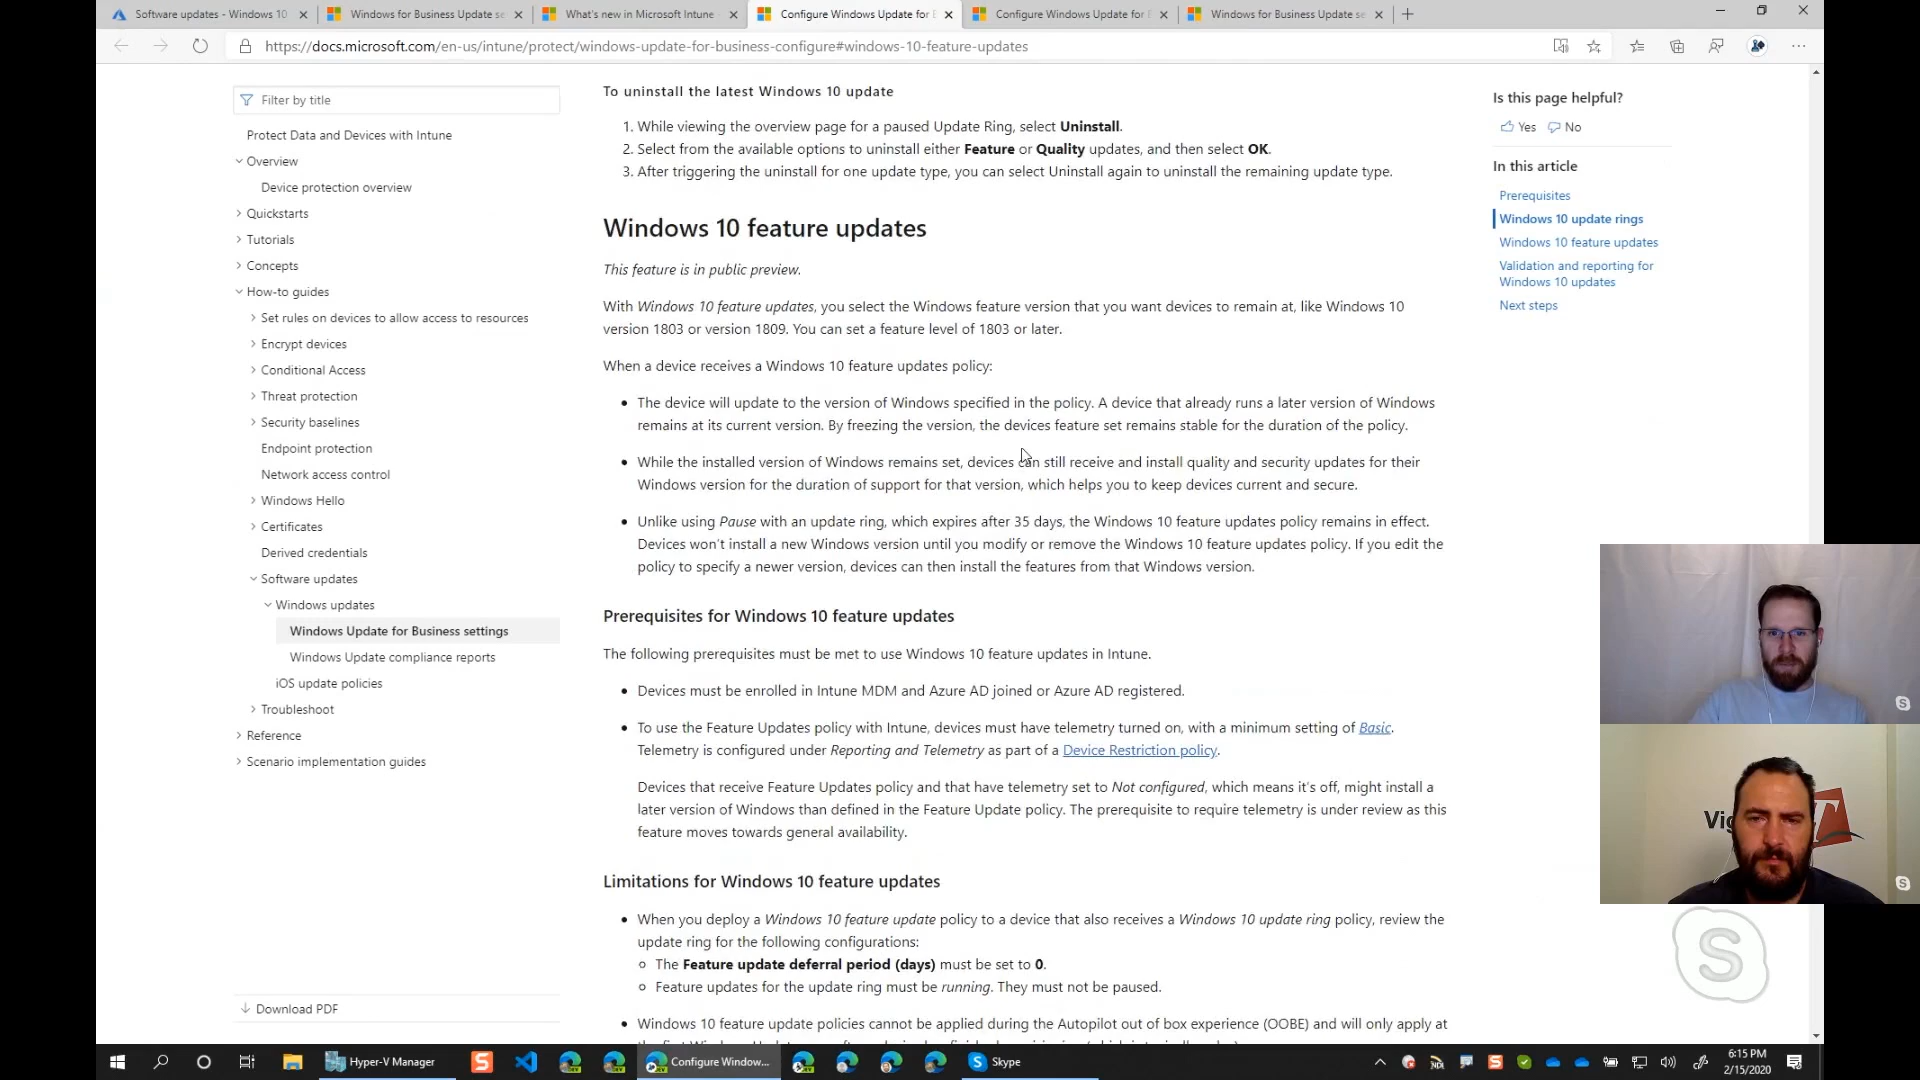 Software updates - Windows 10
Windows for Business Update se
What's new in Microsoft Intune
Configure Windows Update for B
Configure Windows Update for B
Windows for Business Update se
https://docs.microsoft.com/en-us/intune/protect/windows-update-for-business-configure#windows-10-feature-updates
Filter by title
Protect Data and Devices with Intune
Overview
Device protection overview
Quickstarts
Tutorials
Concepts
How-to guides
Set rules on devices to allow access to resources
Encrypt devices
Conditional Access
Threat protection
Security baselines
Endpoint protection
Network access control
Windows Hello
Certificates
Derived credentials
Software updates
Windows updates
Windows Update for Business settings
Windows Update compliance reports
iOS update policies
Troubleshoot
Reference
Scenario implementation guides
Download PDF
To uninstall the latest Windows 10 update
1. While viewing the overview page for a paused Update Ring, select Uninstall.
2. Select from the available options to uninstall either Feature or Quality updates, and then select OK.
3. After triggering the uninstall for one update type, you can select Uninstall again to uninstall the remaining update type.
Windows 10 feature updates
This feature is in public preview.
With Windows 10 feature updates, you select the Windows feature version that you want devices to remain at, like Windows 10
version 1803 or version 1809. You can set a feature level of 1803 or later.
When a device receives a Windows 10 feature updates policy:
• The device will update to the version of Windows specified in the policy. A device that already runs a later version of Windows
remains at its current version. By freezing the version, the devices feature set remains stable for the duration of the policy.
• While the installed version of Windows remains set, devices can still receive and install quality and security updates for their
Windows version for the duration of support for that version, which helps you to keep devices current and secure.
• Unlike using Pause with an update ring, which expires after 35 days, the Windows 10 feature updates policy remains in effect.
Devices won't install a new Windows version until you modify or remove the Windows 10 feature updates policy. If you edit the
policy to specify a newer version, devices can then install the features from that Windows version.
Prerequisites for Windows 10 feature updates
The following prerequisites must be met to use Windows 10 feature updates in Intune.
• Devices must be enrolled in Intune MDM and Azure AD joined or Azure AD registered.
• To use the Feature Updates policy with Intune, devices must have telemetry turned on, with a minimum setting of Basic.
Telemetry is configured under Reporting and Telemetry as part of a Device Restriction policy.
Devices that receive Feature Updates policy and that have telemetry set to Not configured, which means it's off, might install a
later version of Windows than defined in the Feature Update policy. The prerequisite to require telemetry is under review as this
feature moves towards general availability.
Limitations for Windows 10 feature updates
• When you deploy a Windows 10 feature update policy to a device that also receives a Windows 10 update ring policy, review the
update ring for the following configurations:
○ The Feature update deferral period (days) must be set to 0.
○ Feature updates for the update ring must be running. They must not be paused.
• Windows 10 feature update policies cannot be applied during the Autopilot out of box experience (OOBE) and will only apply at
Is this page helpful?
Yes No
In this article
Prerequisites
Windows 10 update rings
Windows 10 feature updates
Validation and reporting for
Windows 10 updates
Next steps
Hyper-V Manager
Configure Window...
Skype
6:15 PM
2/15/2020